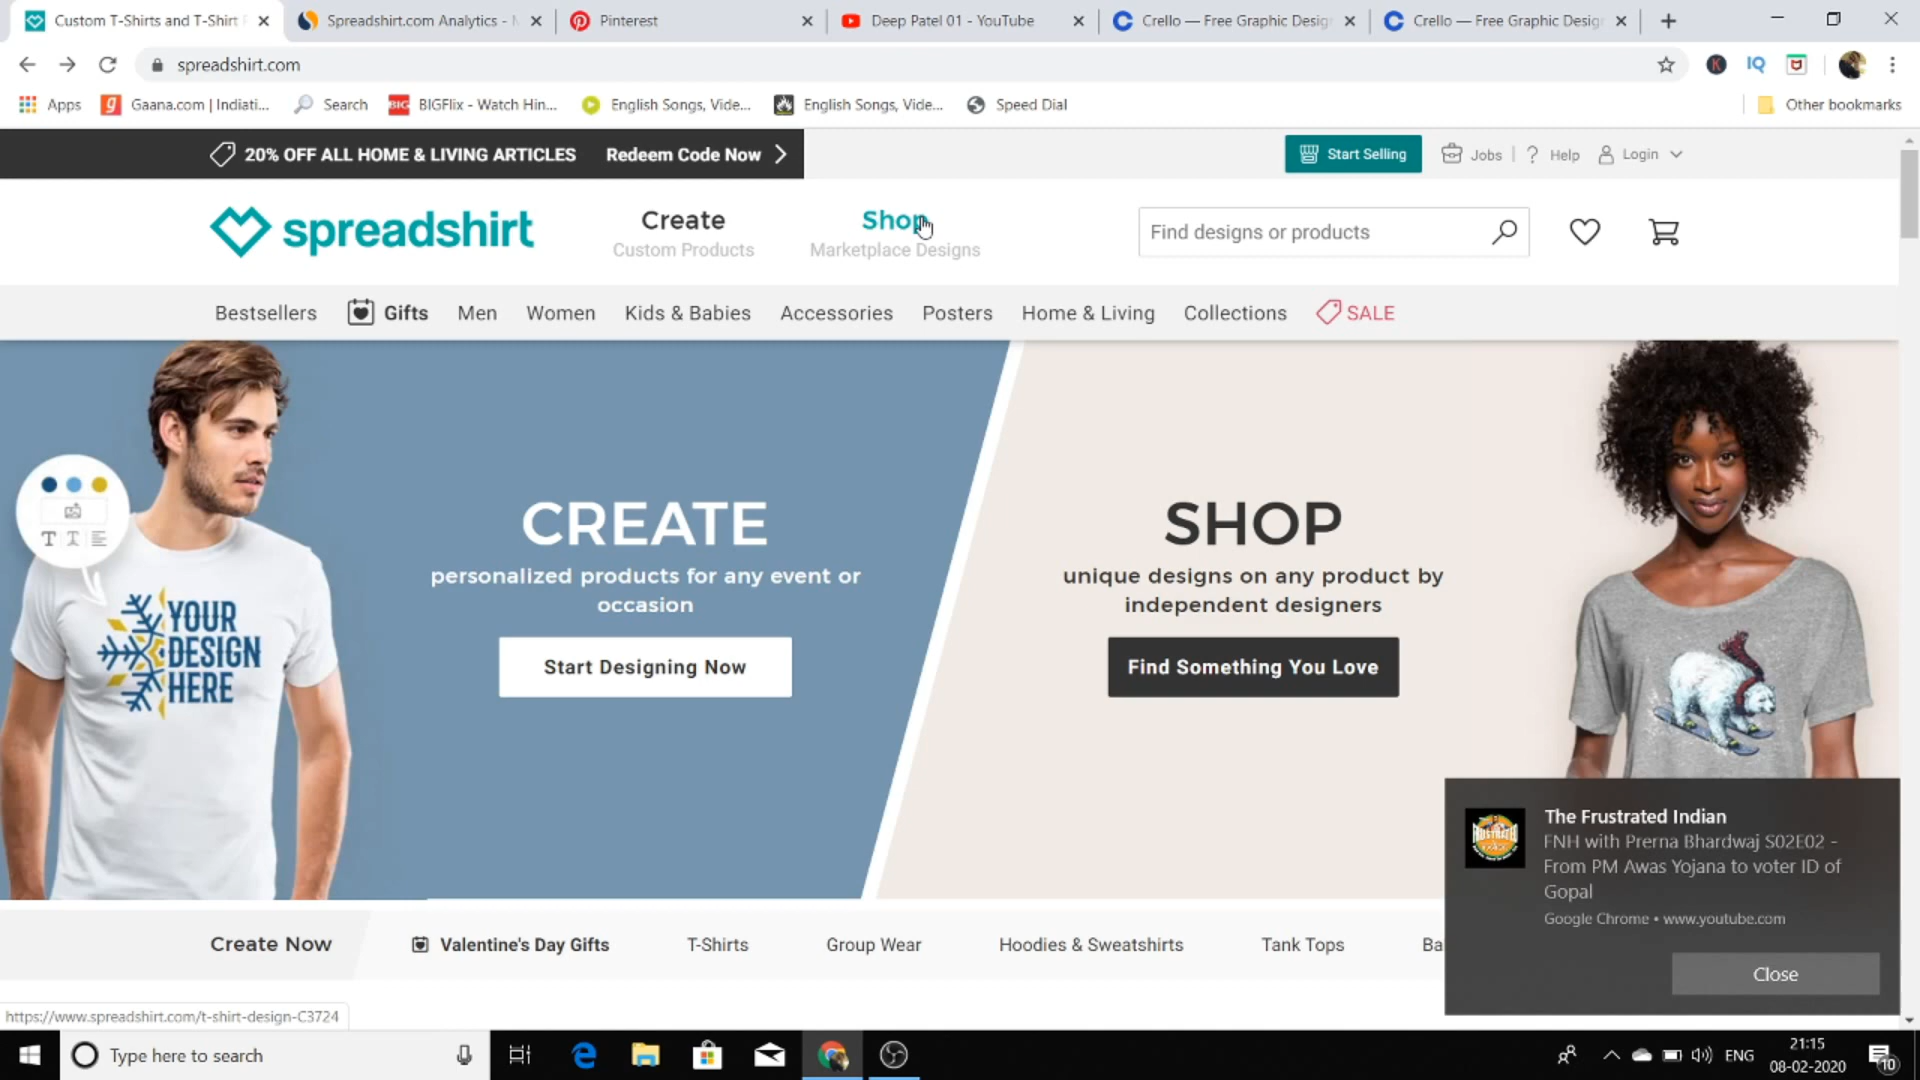 Custom T-Shirts and T-Shirt
Spreadshirt.com Analytics -
Pinterest
Deep Patel 01 - YouTube
Crello — Free Graphic Desig
Crello — Free Graphic Desig
spreadshirt.com
IQ
Apps
Gaana.com | Indiati...
Search
BIGFlix - Watch Hin...
English Songs, Vide...
English Songs, Vide...
Speed Dial
Other bookmarks
20% OFF ALL HOME & LIVING ARTICLES
Redeem Code Now
Start Selling
Jobs
? Help
Login
spreadshirt
Create
Custom Products
Shop
Marketplace Designs
Find designs or products
Bestsellers
Gifts
Men
Women
Kids & Babies
Accessories
Posters
Home & Living
Collections
SALE
YOUR
DESIGN
HERE
CREATE
personalized products for any event or
occasion
Start Designing Now
SHOP
unique designs on any product by
independent designers
Find Something You Love
The Frustrated Indian
FNH with Prerna Bhardwaj S02E02 -
From PM Awas Yojana to voter ID of
Gopal
Google Chrome • www.youtube.com
Close
Create Now
Valentine's Day Gifts
T-Shirts
Group Wear
Hoodies & Sweatshirts
Tank Tops
Ba
https://www.spreadshirt.com/t-shirt-design-C3724
Type here to search
ENG
21:15
08-02-2020
10